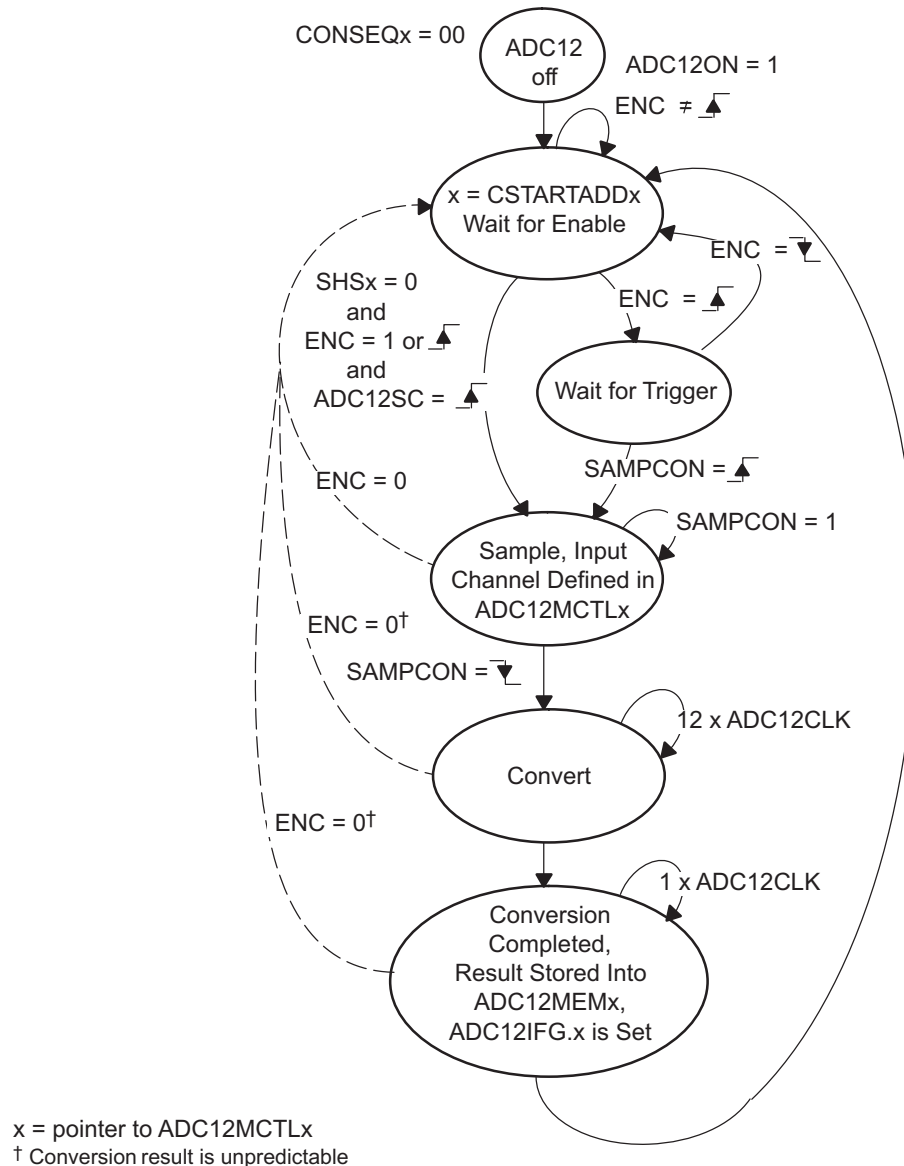 CONSEQx = 00
ADC12
off
ADC12ON = 1
ENC ≠
x = CSTARTADDx
Wait for Enable
ENC =
SHSx = 0
and
ENC = 1 or
and
ADC12SC =
ENC =
Wait for Trigger
SAMPCON =
ENC = 0
SAMPCON = 1
Sample, Input
Channel Defined in
ADC12MCTLx
ENC = 0†
SAMPCON =
12 x ADC12CLK
Convert
ENC = 0†
1 x ADC12CLK
Conversion
Completed,
Result Stored Into
ADC12MEMx,
ADC12IFG.x is Set
x = pointer to ADC12MCTLx
† Conversion result is unpredictable